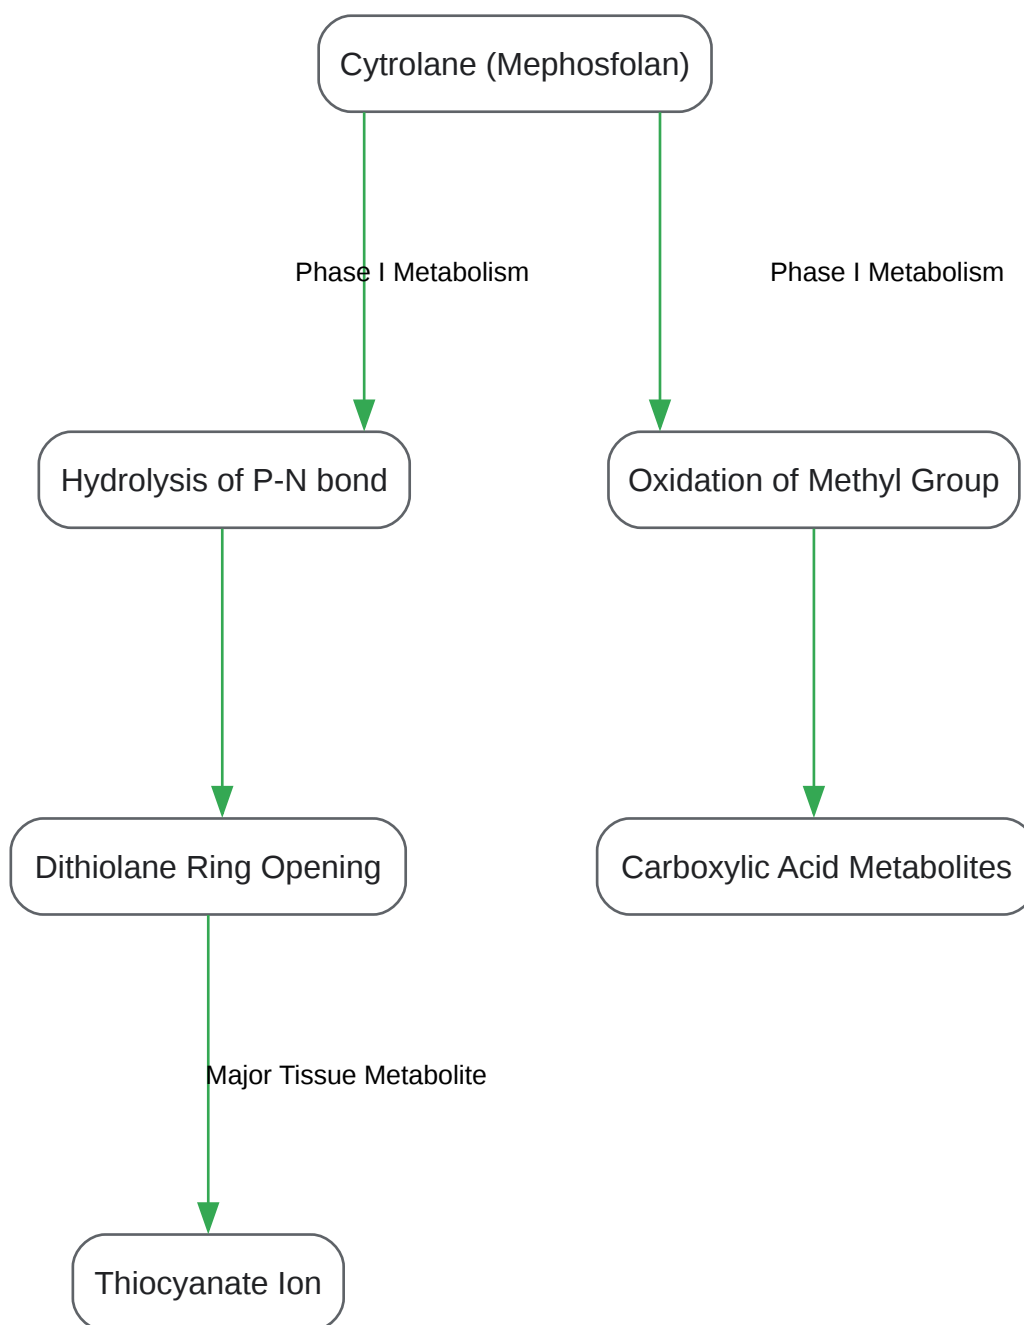 Cytrolane (Mephosfolan)
Phase I Metabolism
Phase I Metabolism
Hydrolysis of P-N bond
Oxidation of Methyl Group
Dithiolane Ring Opening
Carboxylic Acid Metabolites
Major Tissue Metabolite
Thiocyanate Ion